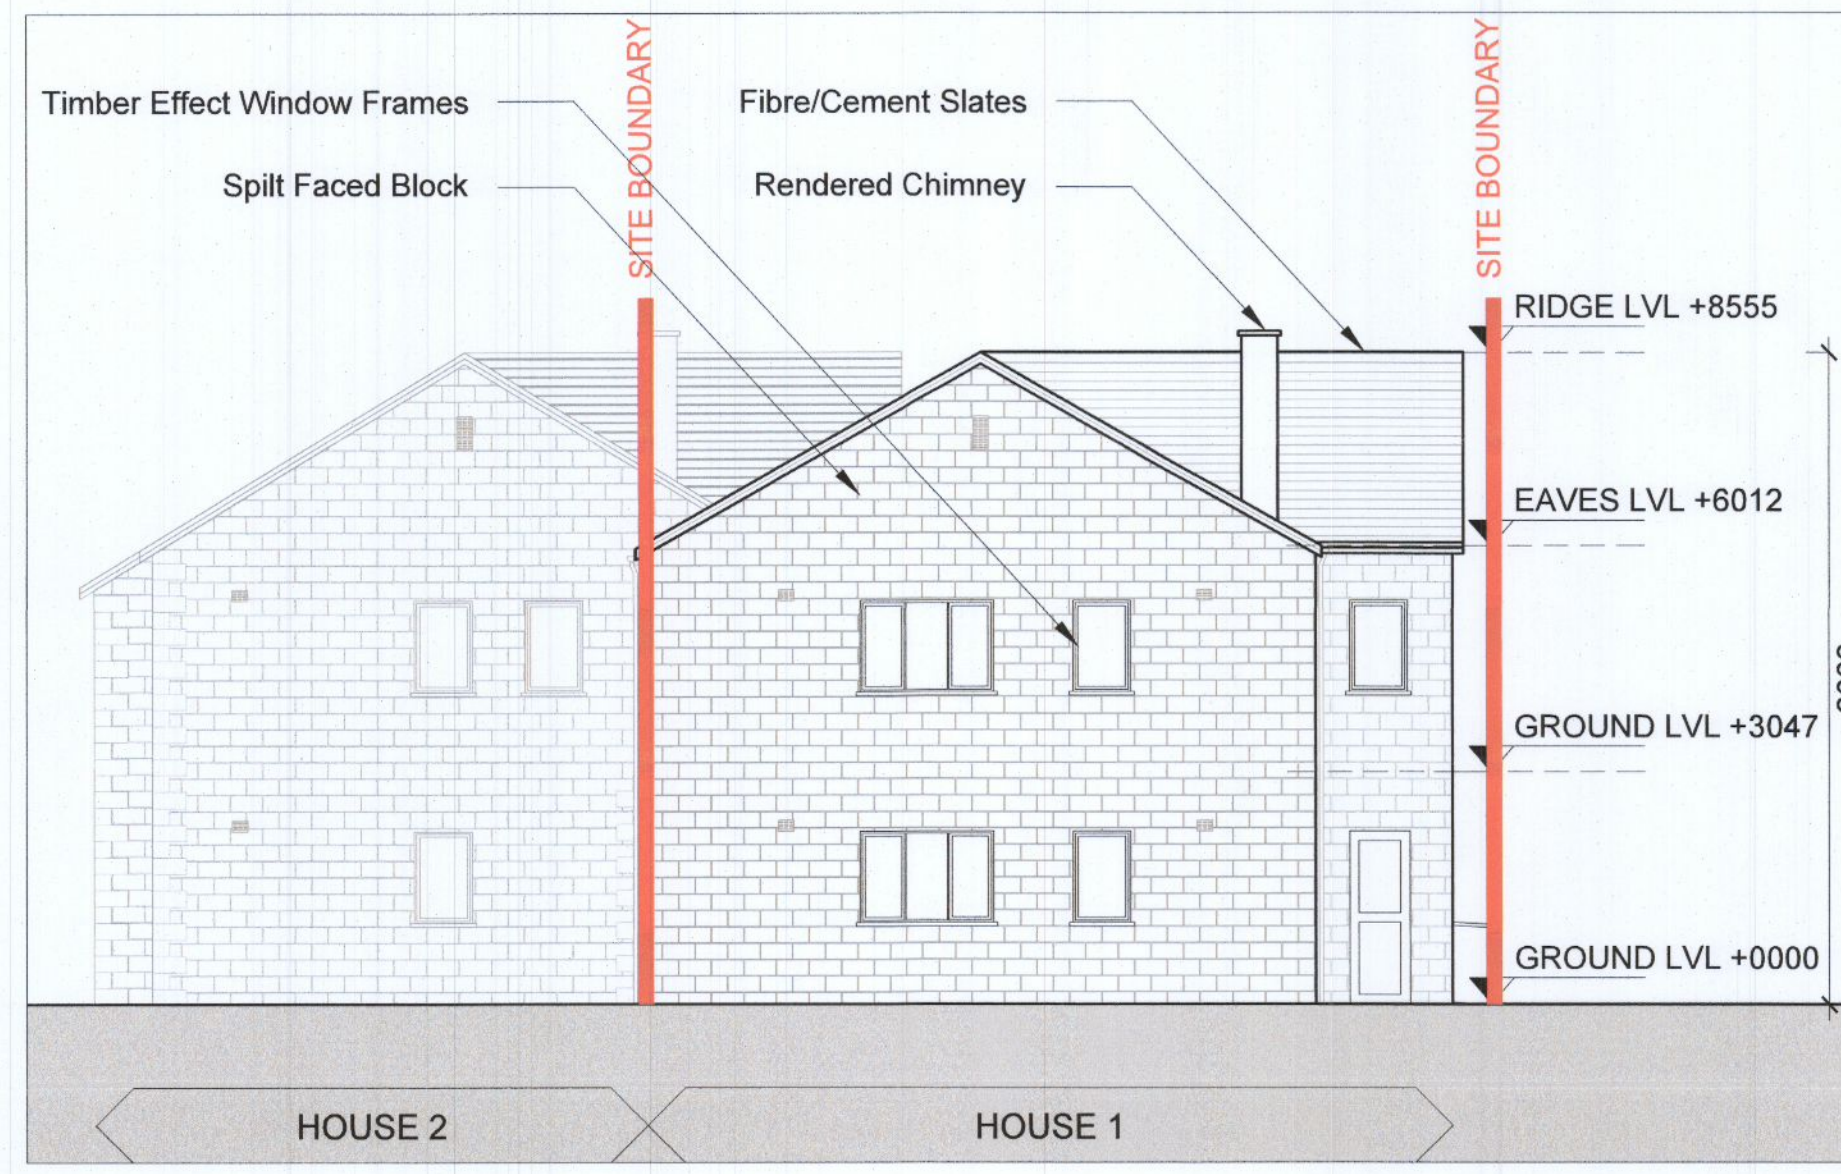 SITE BOUNDARY
SITE BOUNDARY
Timber Effect Window Frames
Fibre/Cement Slates
Spilt Faced Block
Rendered Chimney
RIDGE LVL +8555
EAVES LVL +6012
GROUND LVL +3047
GROUND LVL +0000
HOUSE 2
HOUSE 1